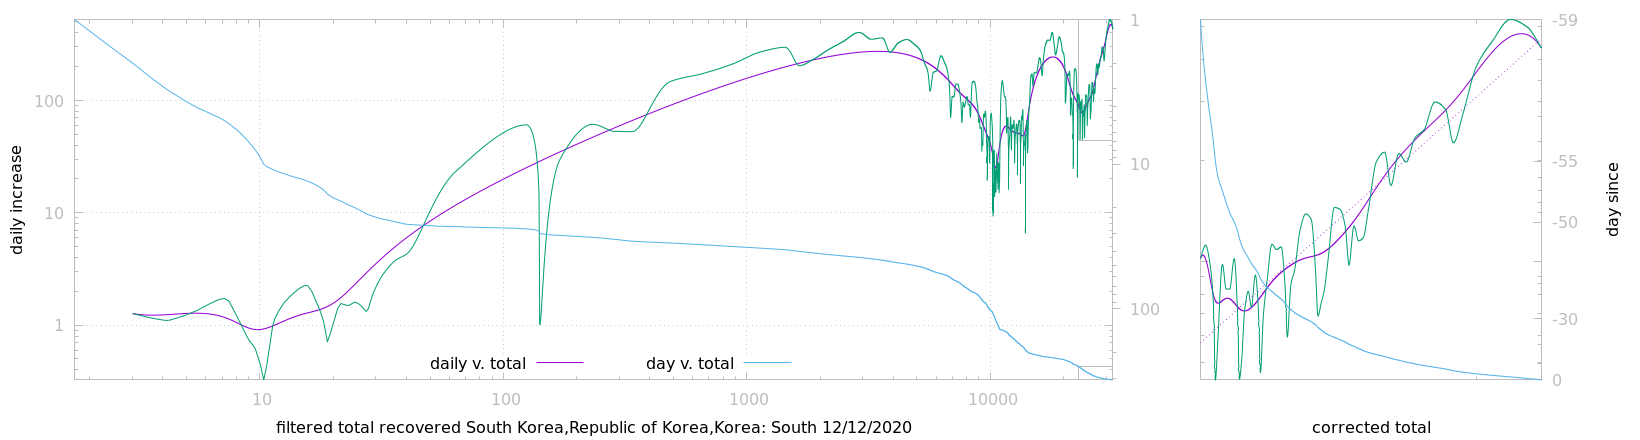 daily increase
100
10
1
10
100
1000
10000
1
10
100
daily v. total
day v. total
filtered total recovered South Korea,Republic of Korea,Korea: South 12/12/2020
-59
-55
-50
-30
0
day since
corrected total